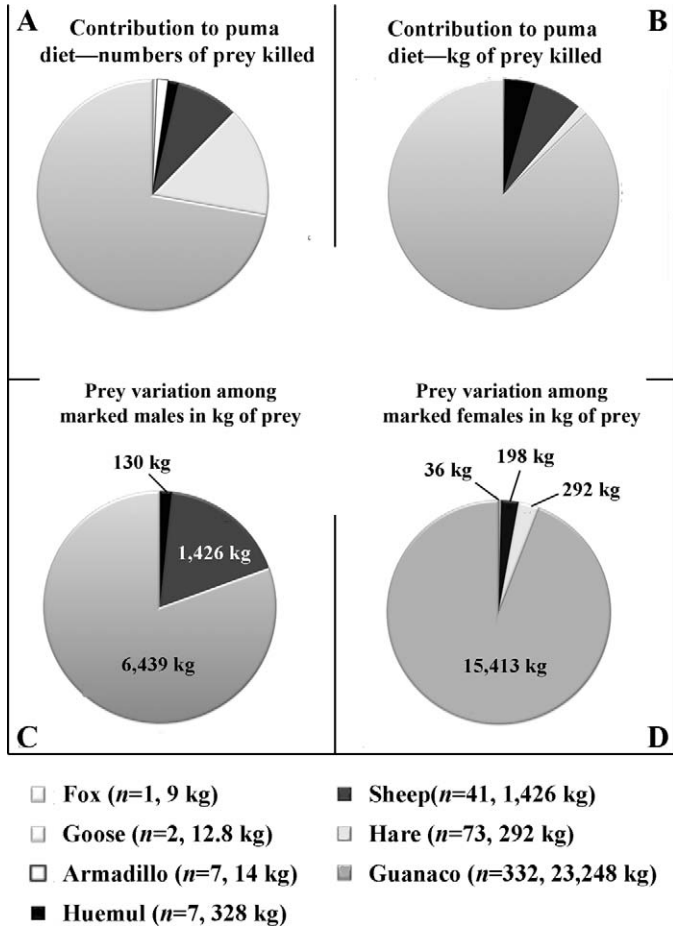 A
Contribution to puma
diet—numbers of prey killed
Contribution to puma
diet—kg of prey killed
B
Prey variation among
marked males in kg of prey
130 kg
1,426 kg
6,439 kg
C
Prey variation among
marked females in kg of prey
36 kg
198 kg
292 kg
15,413 kg
D
Fox (n=1, 9 kg)
Goose (n=2, 12.8 kg)
Armadillo (n=7, 14 kg)
Huemul (n=7, 328 kg)
Sheep(n=41, 1,426 kg)
Hare (n=73, 292 kg)
Guanaco (n=332, 23,248 kg)